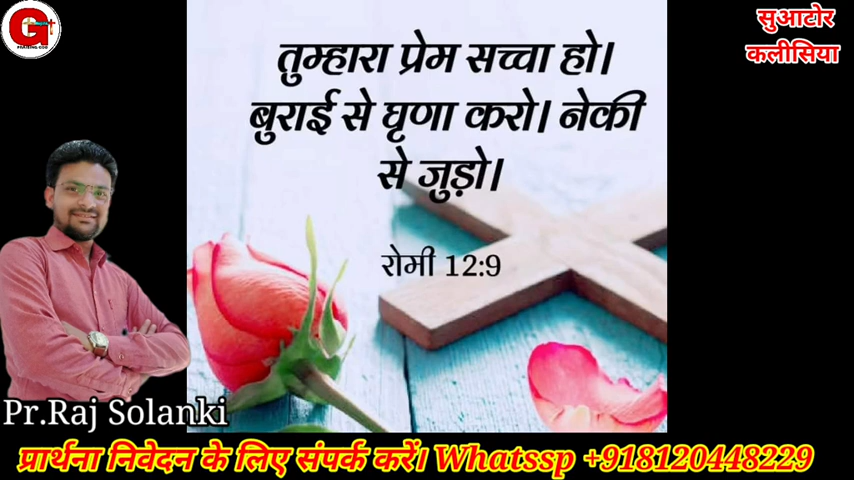 सुआटोर
कलीसिया
तुम्हारा प्रेम सच्चा हो।
बुराई से घृणा करो। नेकी
से जुड़ो।
रोमी 12:9
Pr.Raj Solanki
प्रार्थना निवेदन के लिए संपर्क करें। Whatssp +918120448229